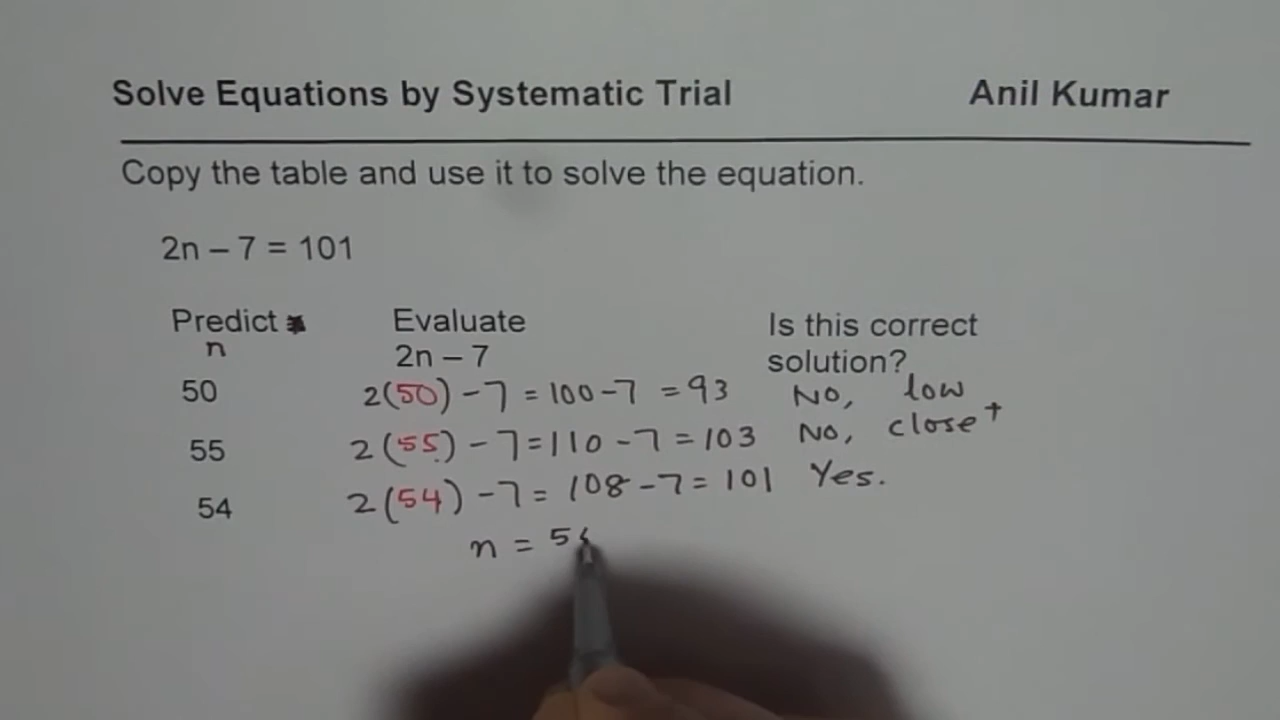 Solve Equations by Systematic Trial Anil Kumar
Copy the table and use it to solve the equation.
2n – 7 = 101
Predict Evaluate Is this correct
n 2n – 7 solution?
50 2(50) - 7 = 100 - 7 = 93 No, low
55 2(55) - 7 = 110 - 7 = 103 No, close +
54 2(54) - 7 = 108 - 7 = 101 Yes.
n = 54